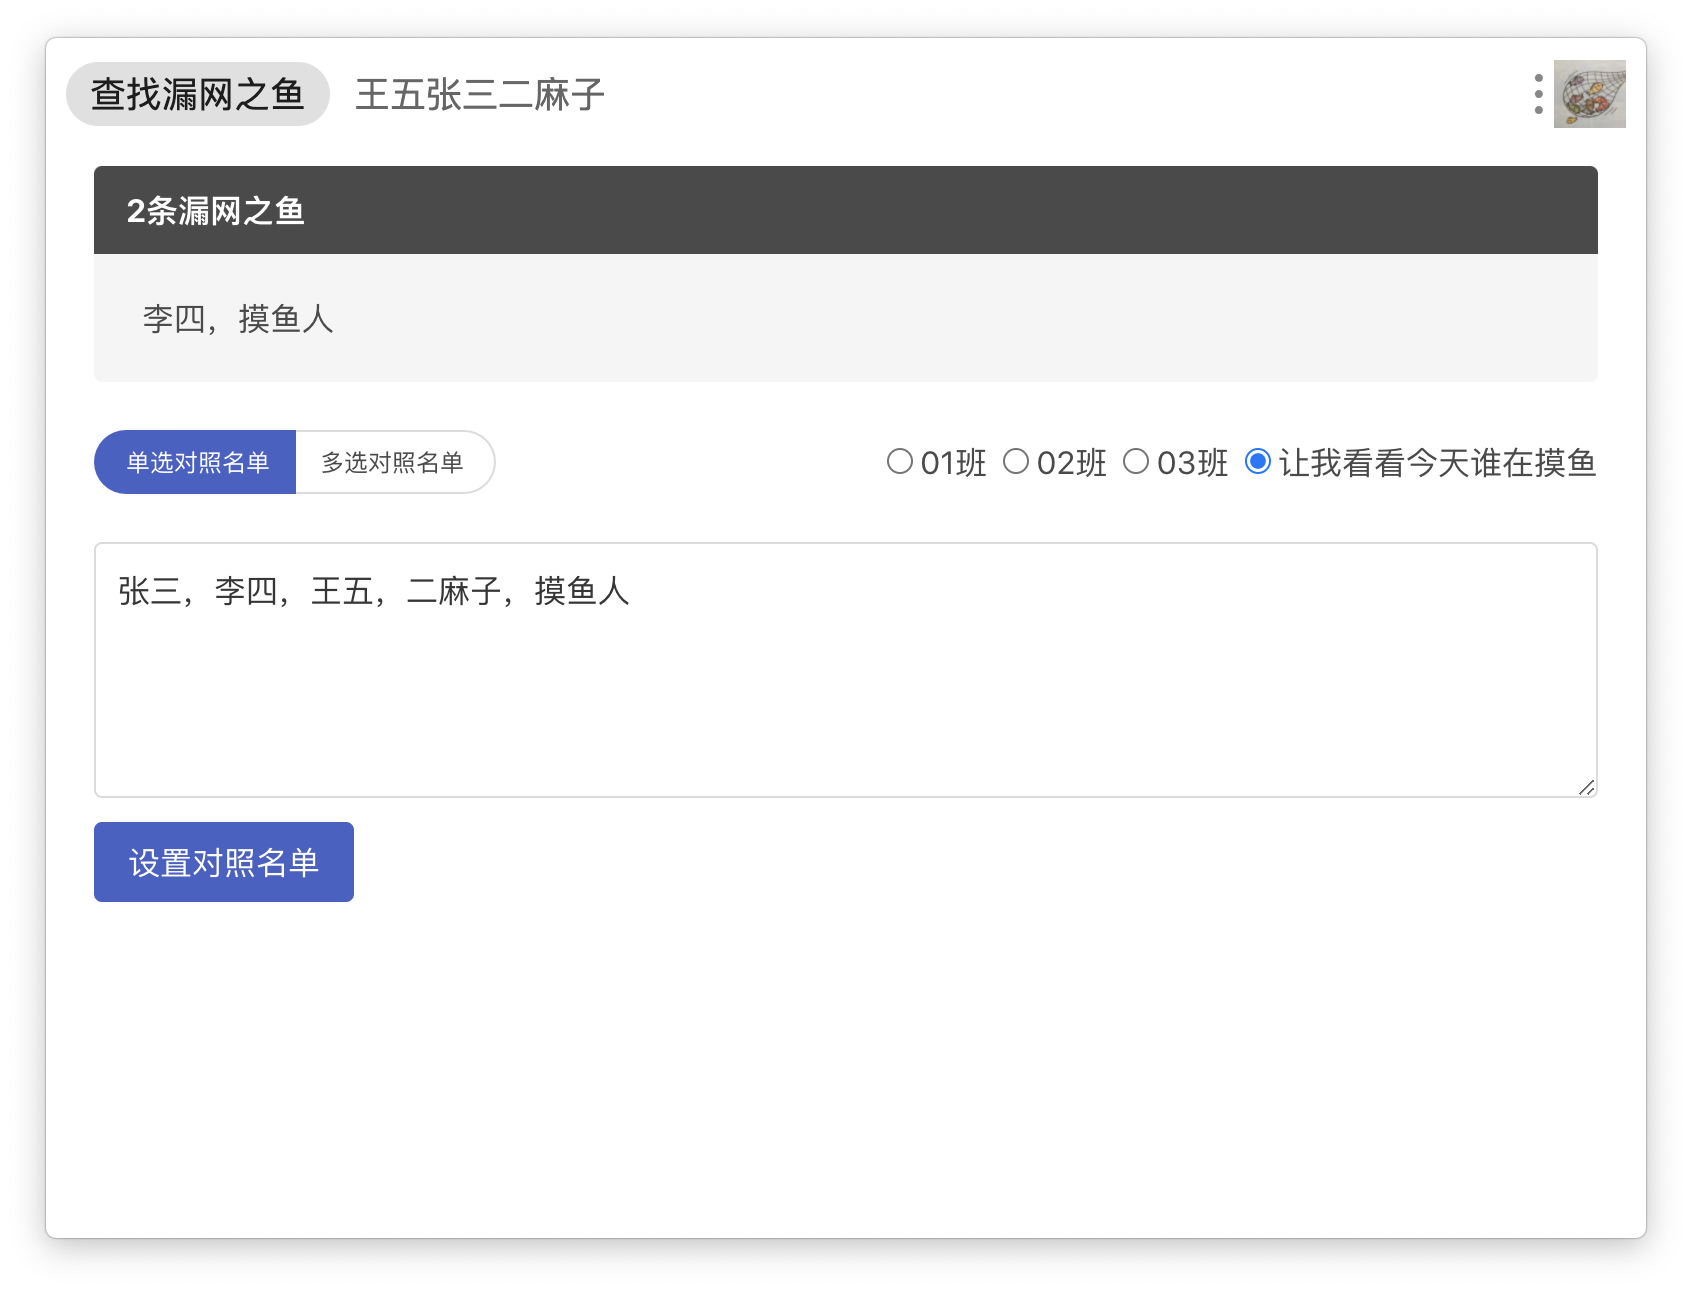 查找漏网之鱼 王五张三二麻子
2条漏网之鱼
李四，摸鱼人
单选对照名单 多选对照名单 01班 02班 03班 让我看看今天谁在摸鱼
张三，李四，王五，二麻子，摸鱼人
设置对照名单